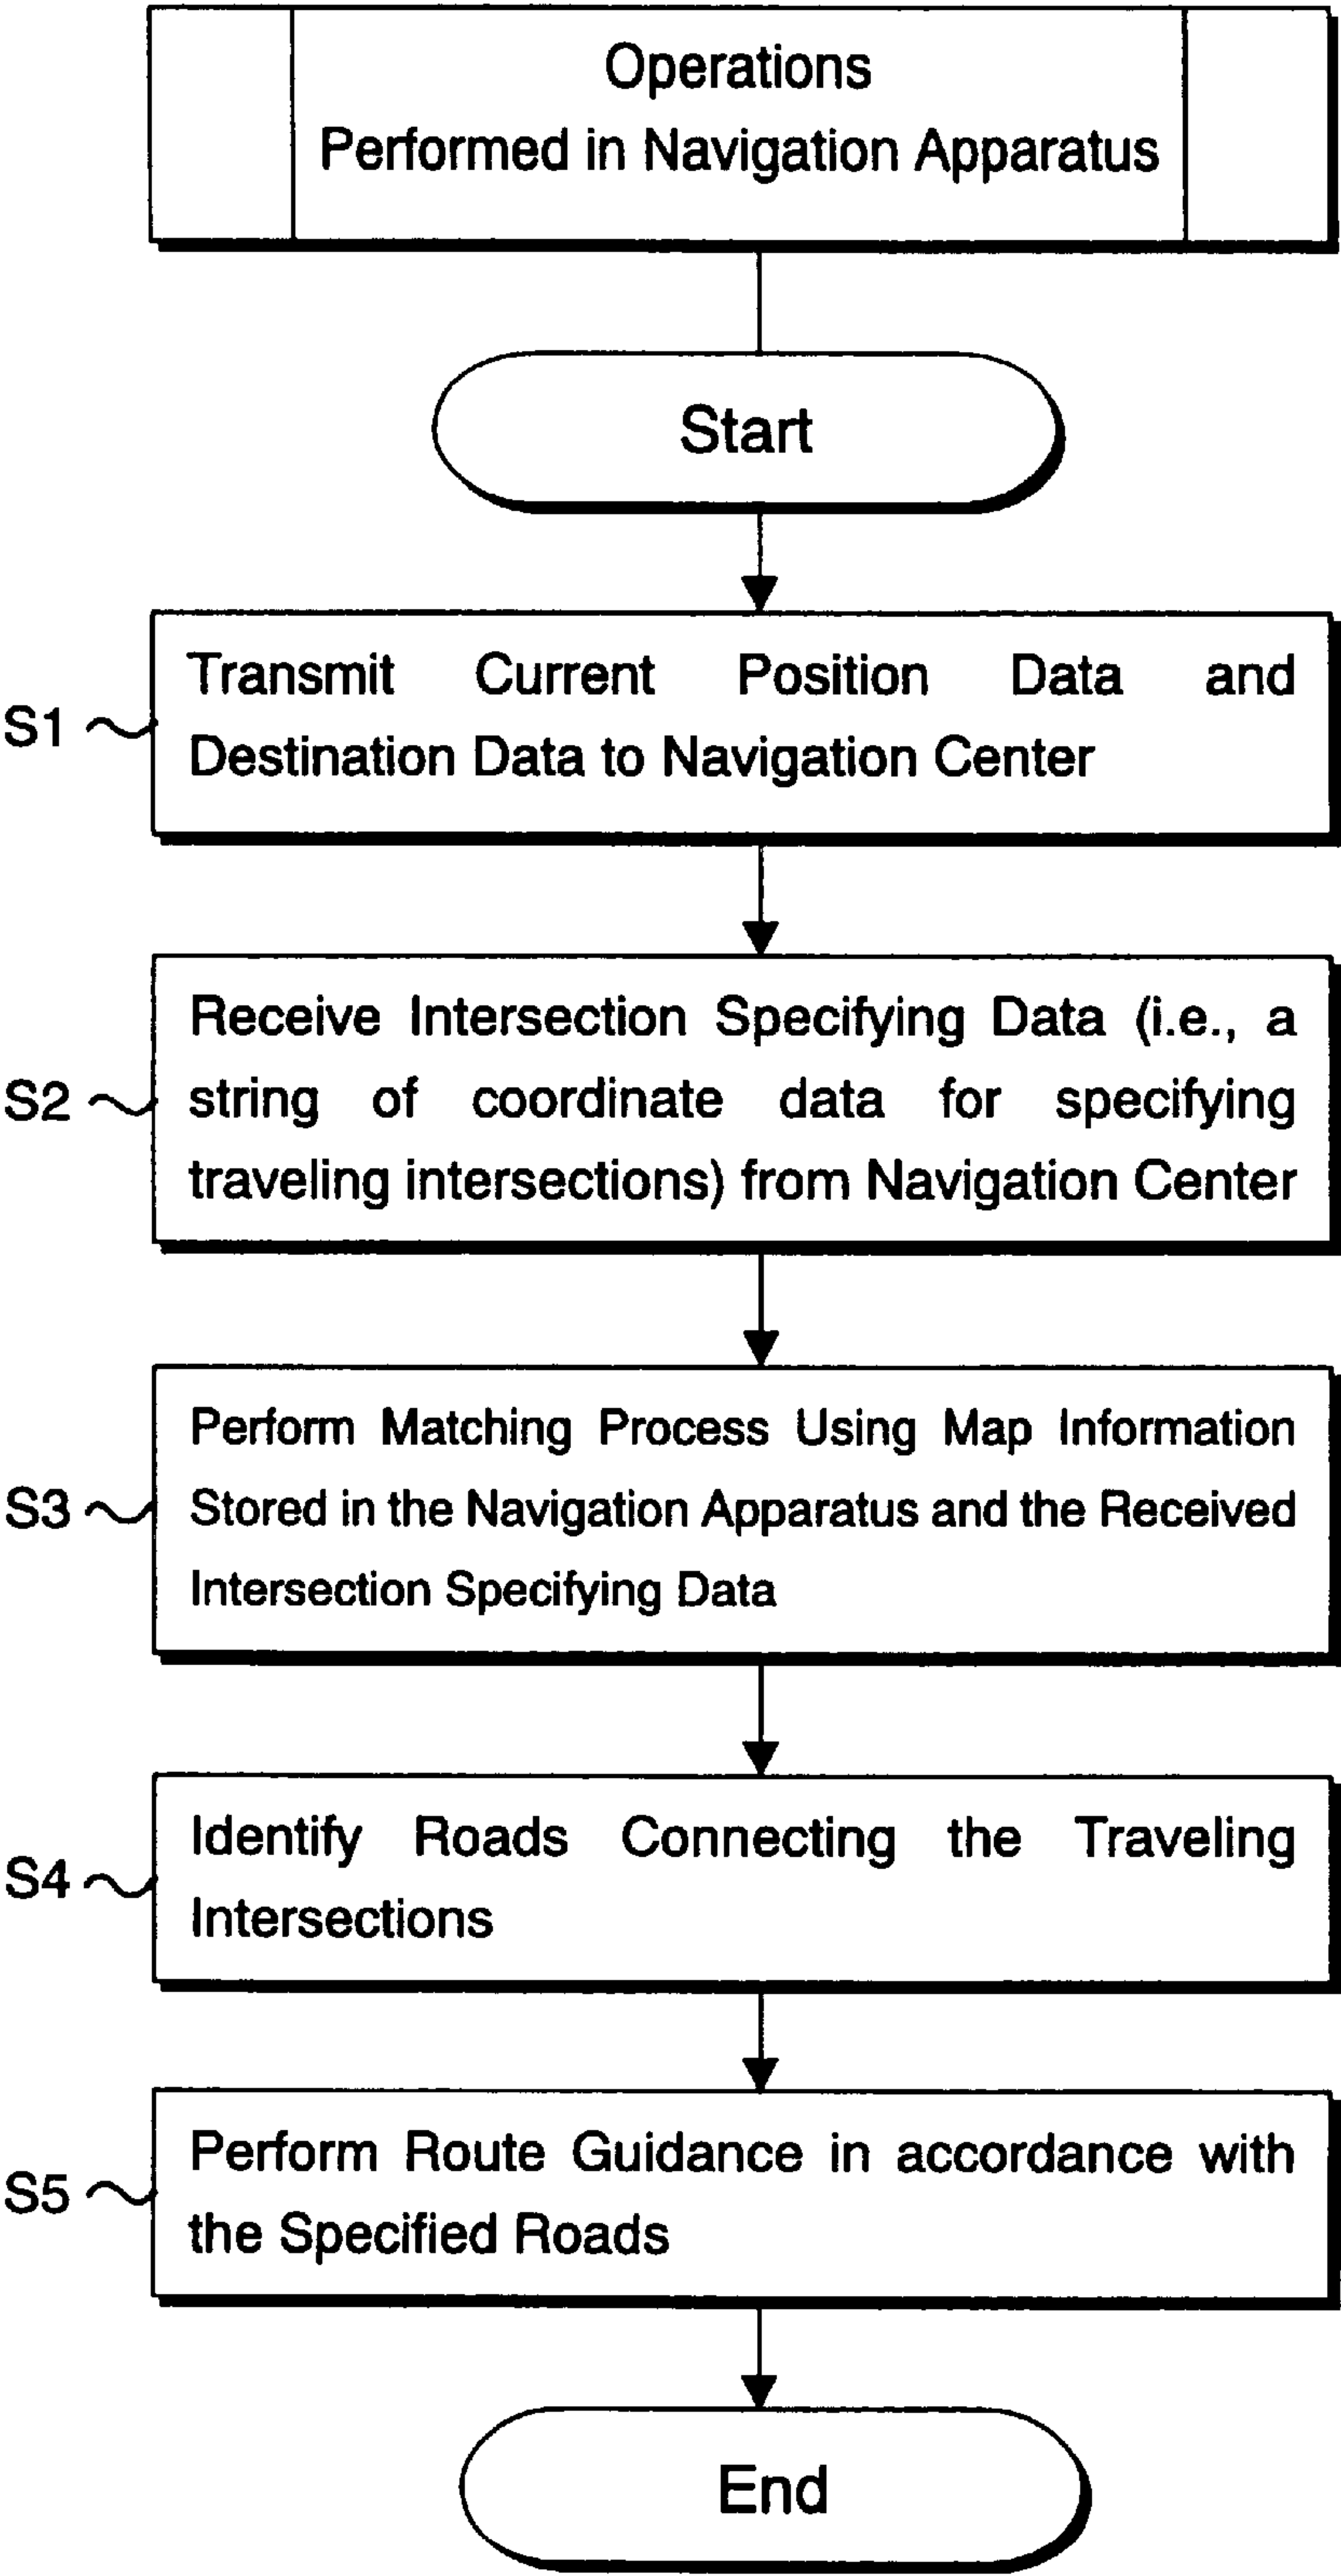 Operations
Performed in Navigation Apparatus
Start
S1
Transmit Current Position Data and
Destination Data to Navigation Center
S2
Receive Intersection Specifying Data (i.e., a
string of coordinate data for specifying
traveling intersections) from Navigation Center
S3
Perform Matching Process Using Map Information
Stored in the Navigation Apparatus and the Received
Intersection Specifying Data
S4
Identify Roads Connecting the Traveling
Intersections
S5
Perform Route Guidance in accordance with
the Specified Roads
End